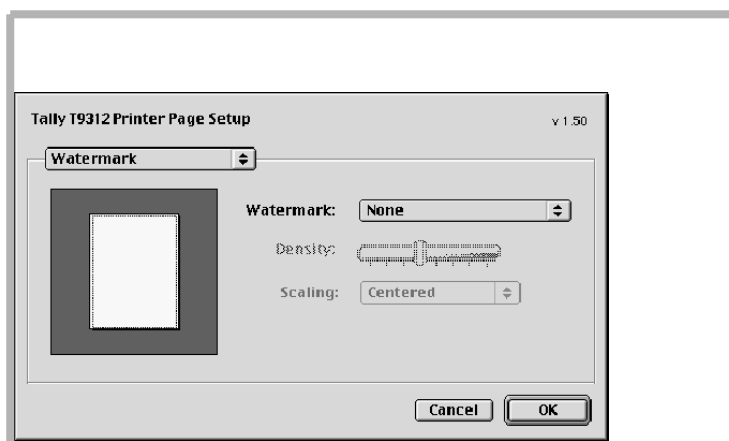 Tally T9312 Printer Page Setup v 1.50
Watermark
Watermark: None
Density:
Scaling: Centered
Cancel OK